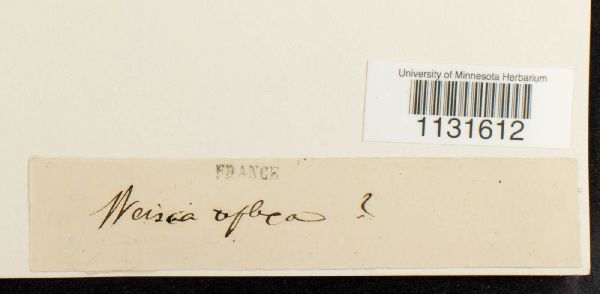 University of Minnesota Herbarium
1131612
FRANCE
Weisia ?